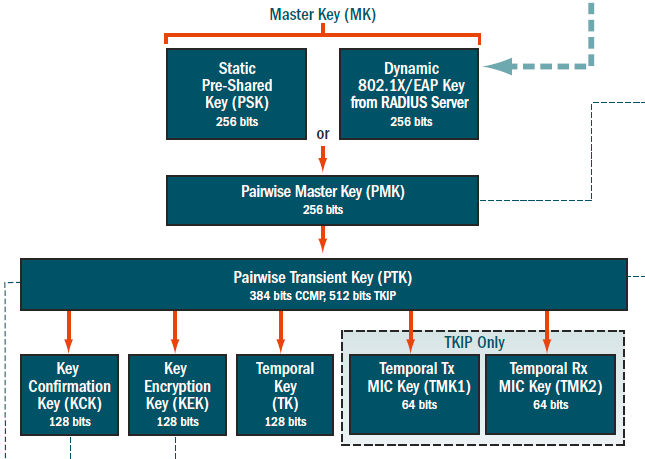 Master Key (MK)
Static
Pre-Shared
Key (PSK)
256 bits
Dynamic
802.1X/EAP Key
from RADIUS Server
256 bits
or
Pairwise Master Key (PMK)
256 bits
Pairwise Transient Key (PTK)
384 bits CCMP, 512 bits TKIP
TKIP Only
Key
Confirmation
Key (KCK)
128 bits
Key
Encryption
Key (KEK)
128 bits
Temporal
Key
(TK)
128 bits
Temporal Tx
MIC Key (TMK1)
64 bits
Temporal Rx
MIC Key (TMK2)
64 bits